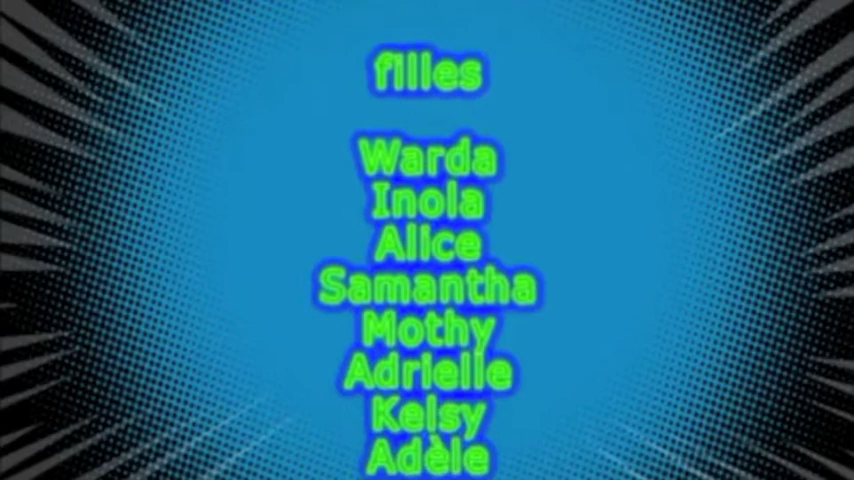 filles
Warda
Inola
Alice
Samantha
Mothy
Adrielle
Kelsy
Adèle